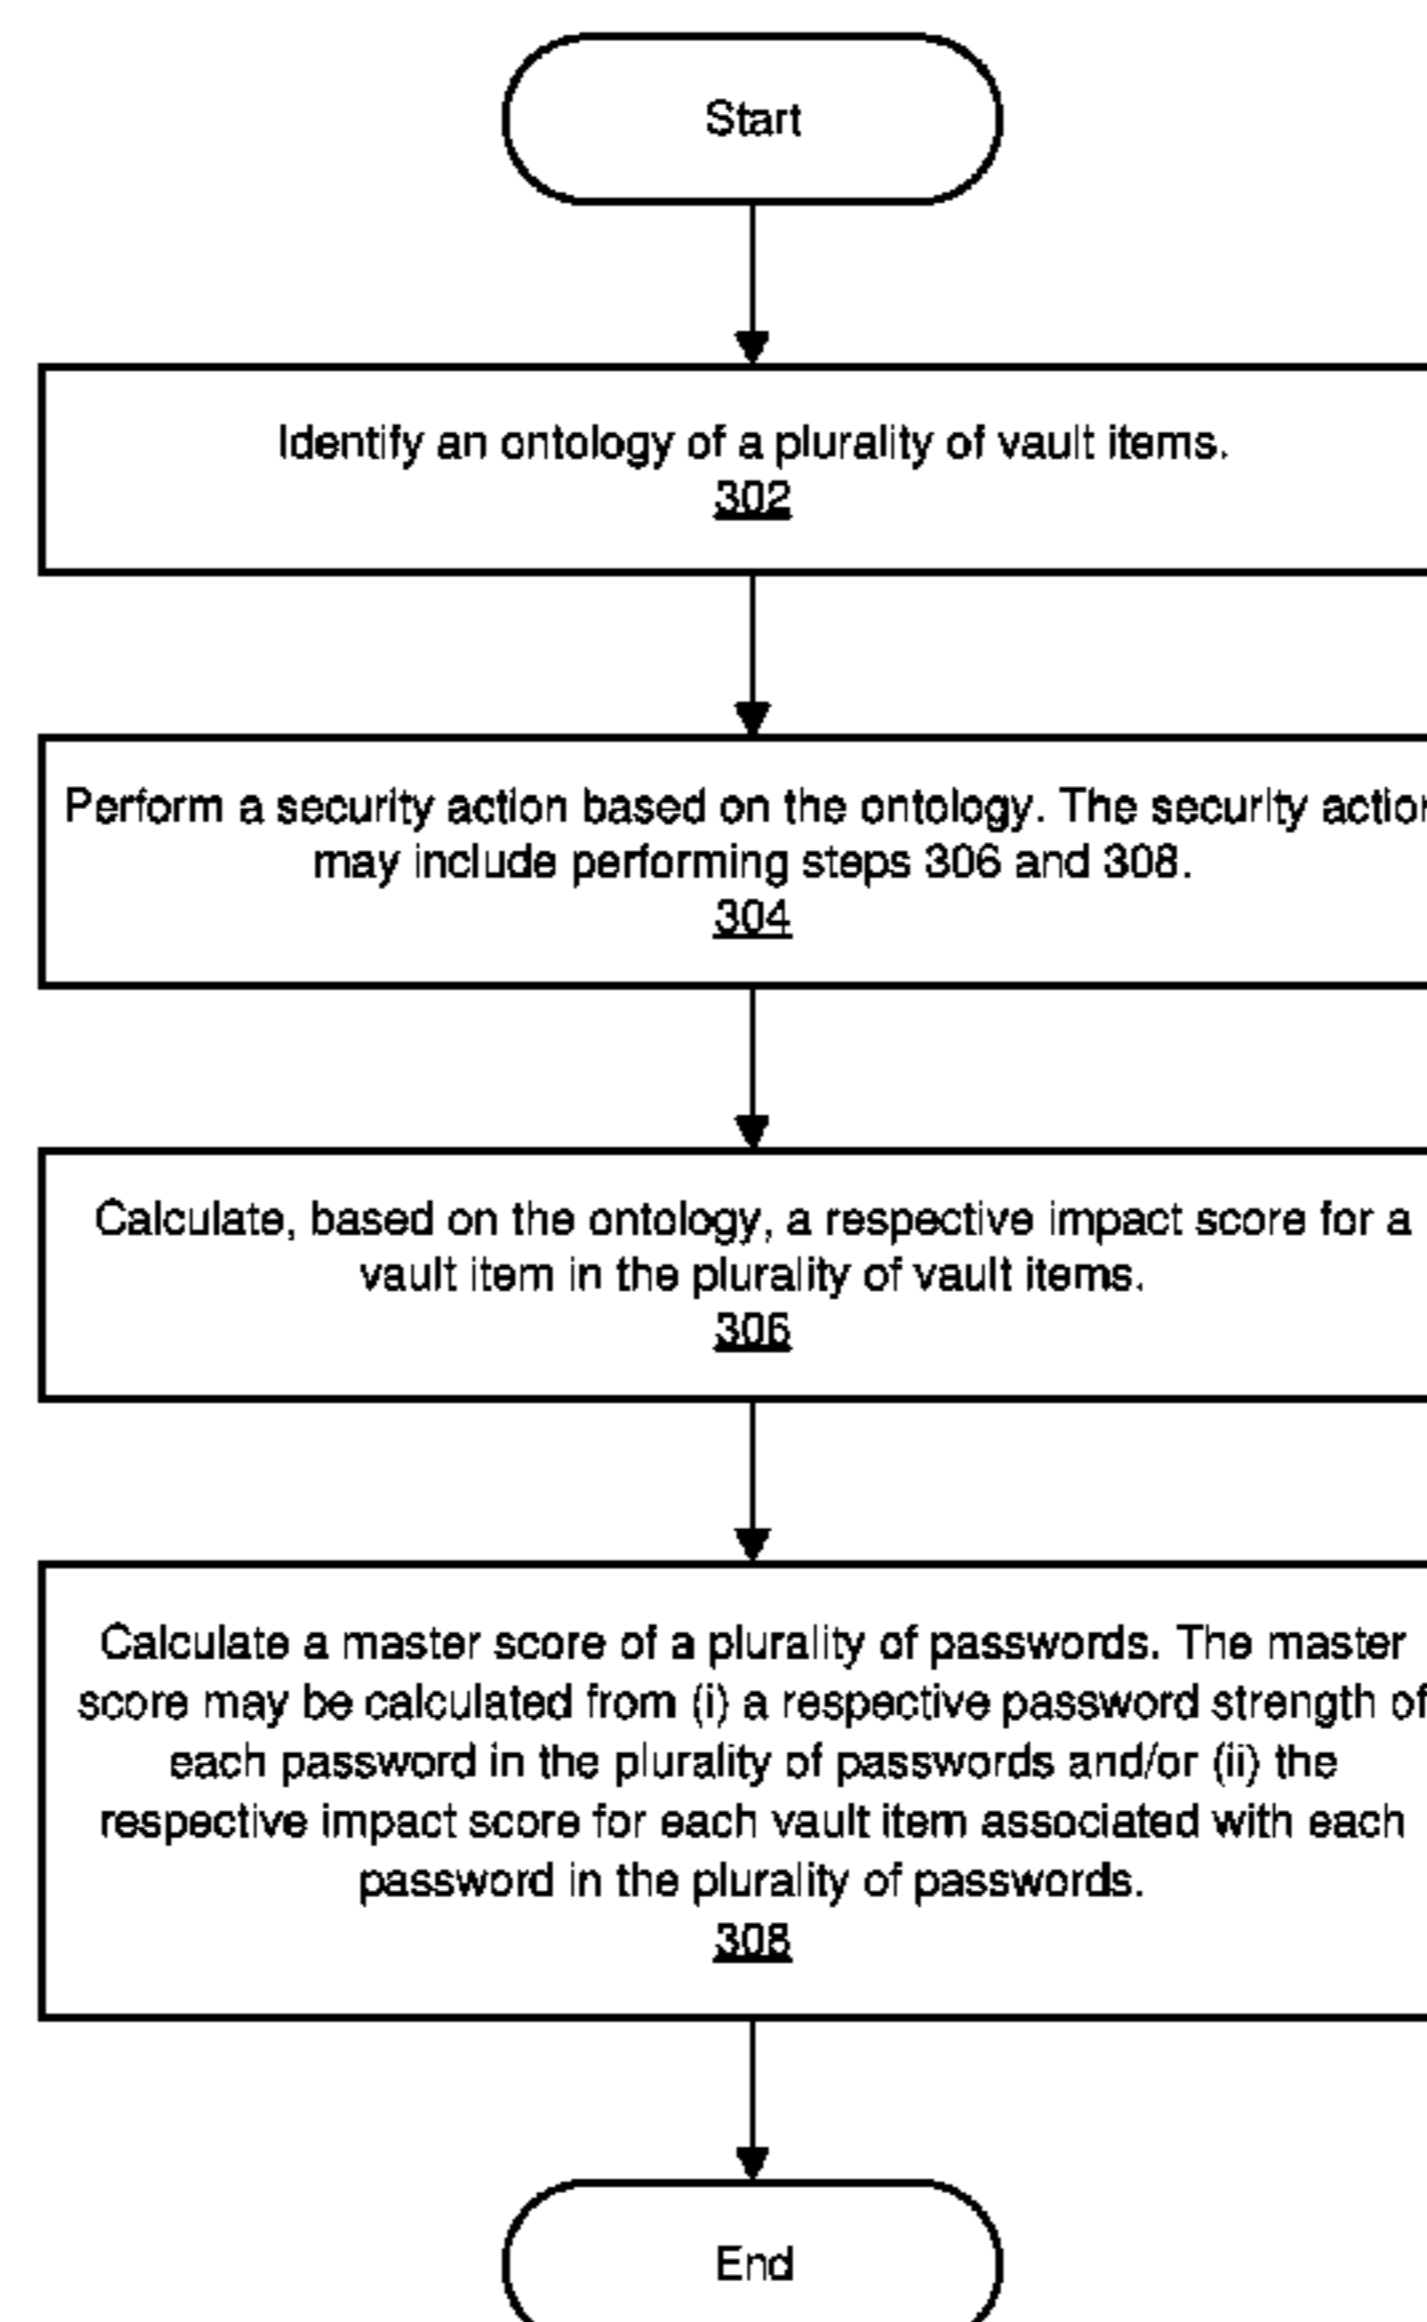 Start
Identify an ontology of a plurality of vault items.
302
Perform a security action based on the ontology. The security action
may include performing steps 306 and 308.
304
Calculate, based on the ontology, a respective impact score for a
vault item in the plurality of vault items.
306
Calculate a master score of a plurality of passwords. The master
score may be calculated from (i) a respective password strength of
each password in the plurality of passwords and/or (ii) the
respective impact score for each vault item associated with each
password in the plurality of passwords.
308
End